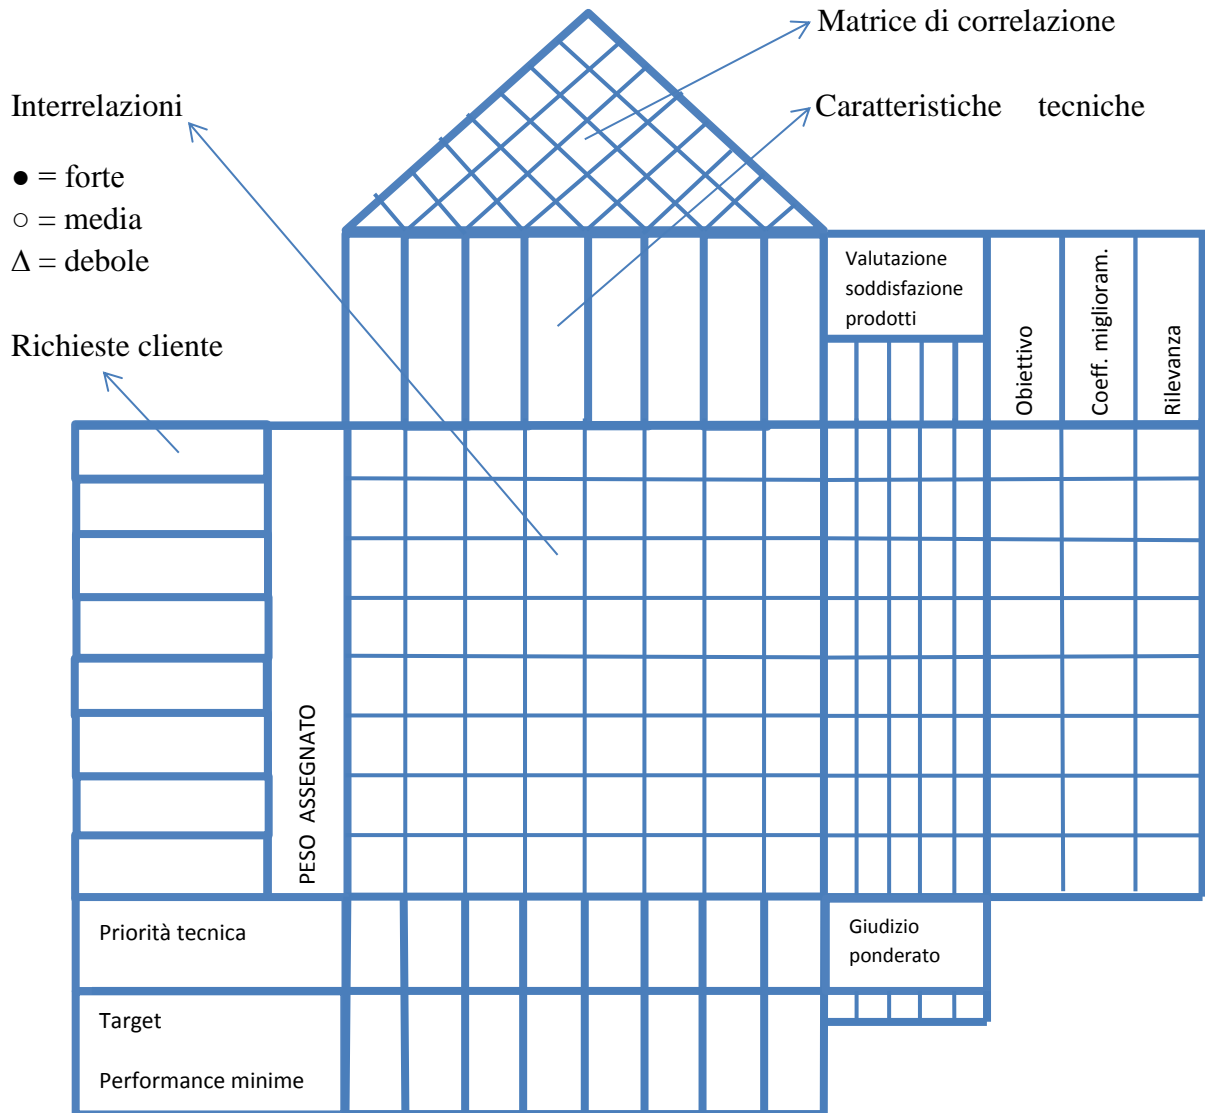 Matrice di correlazione
Interrelazioni
Caratteristiche tecniche
● = forte
○ = media
Δ = debole
Richieste cliente
Valutazione
soddisfazione
prodotti
Obiettivo
Coeff. miglioram.
Rilevanza
PESO ASSEGNATO
Priorità tecnica
Giudizio
ponderato
Target
Performance minime